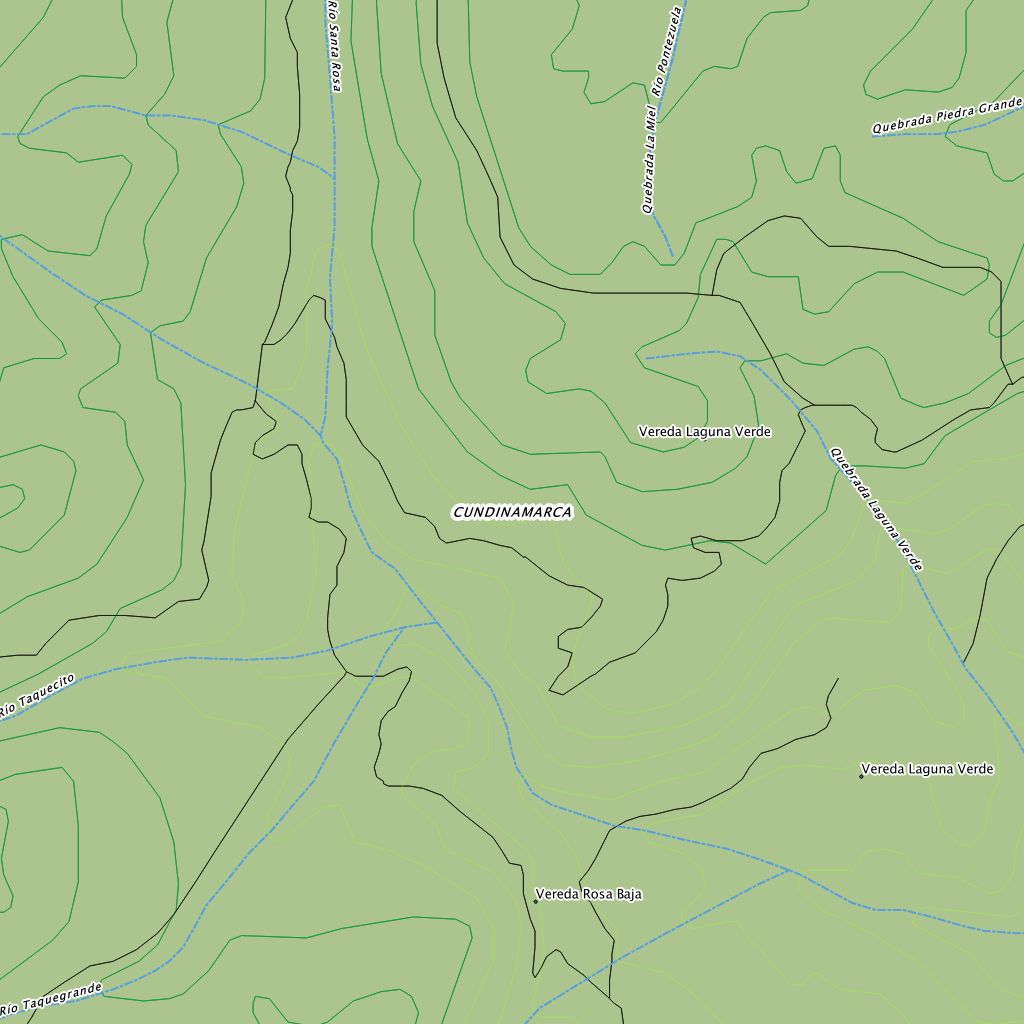 Río Santa Rosa
Río Pontezuela
Quebrada Piedra Grande
Quebrada La Miel
Vereda Laguna Verde
CUNDINAMARCA
Quebrada Laguna Verde
Río Taquecito
Vereda Laguna Verde
Vereda Rosa Baja
Río Taquegrande